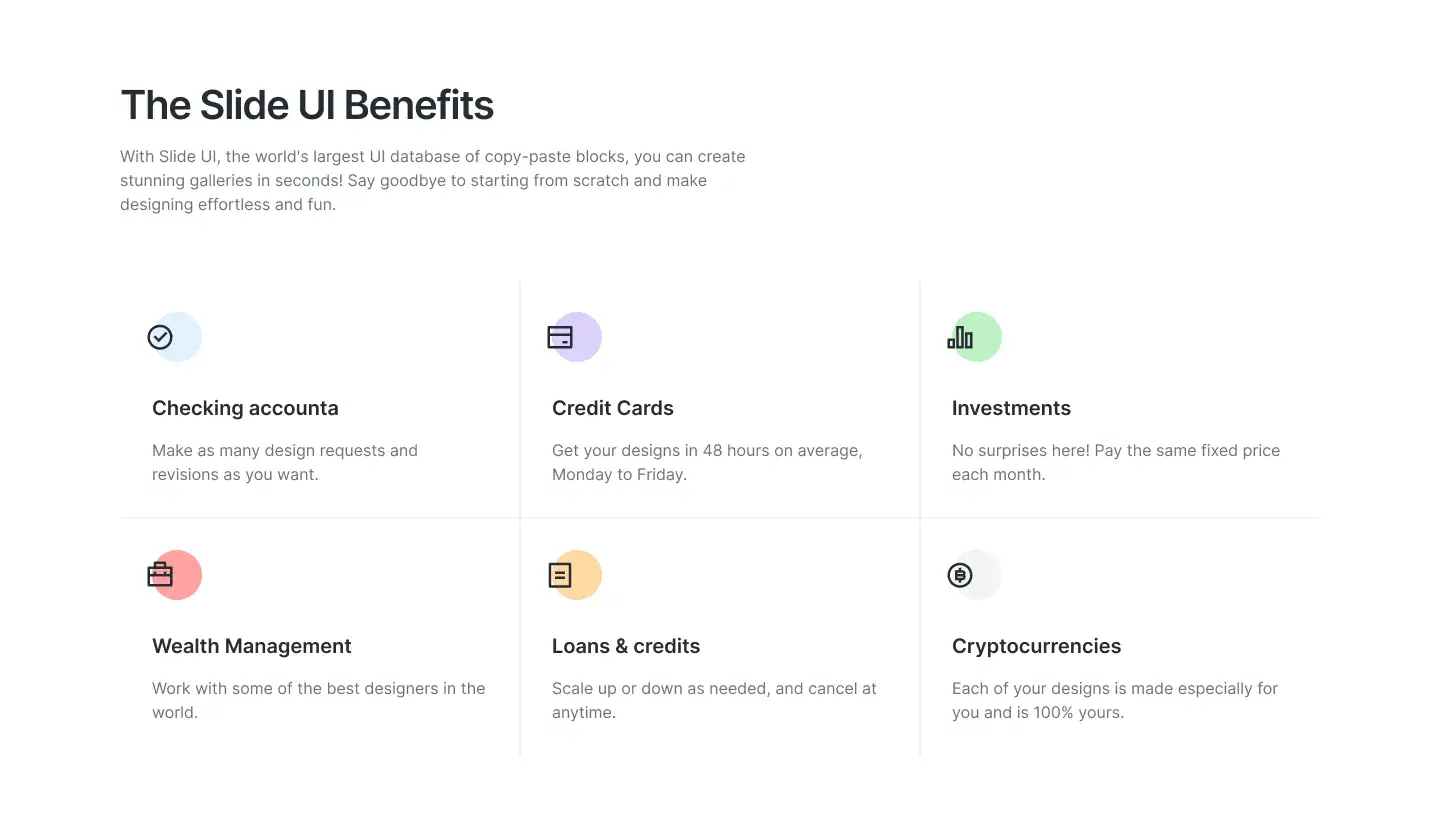 The Slide UI Benefits
With Slide UI, the world's largest UI database of copy-paste blocks, you can create
stunning galleries in seconds! Say goodbye to starting from scratch and make
designing effortless and fun.
Checking accounta
Make as many design requests and
revisions as you want.
Credit Cards
Get your designs in 48 hours on average,
Monday to Friday.
Investments
No surprises here! Pay the same fixed price
each month.
Wealth Management
Work with some of the best designers in the
world.
Loans & credits
Scale up or down as needed, and cancel at
anytime.
Cryptocurrencies
Each of your designs is made especially for
you and is 100% yours.